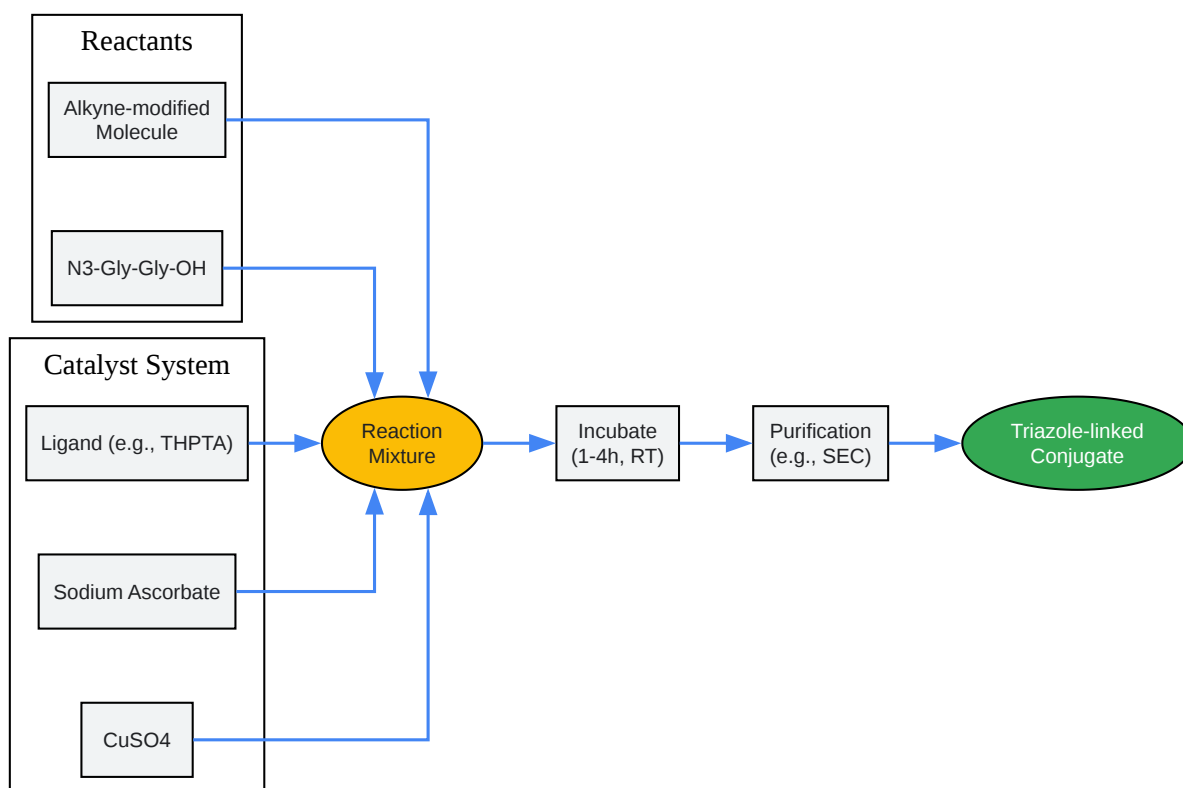 Reactants
Alkyne-modified
Molecule
N3-Gly-Gly-OH
Catalyst System
Ligand (e.g., THPTA)
Sodium Ascorbate
CuSO4
Reaction
Mixture
Incubate
(1-4h, RT)
Purification
(e.g., SEC)
Triazole-linked
Conjugate